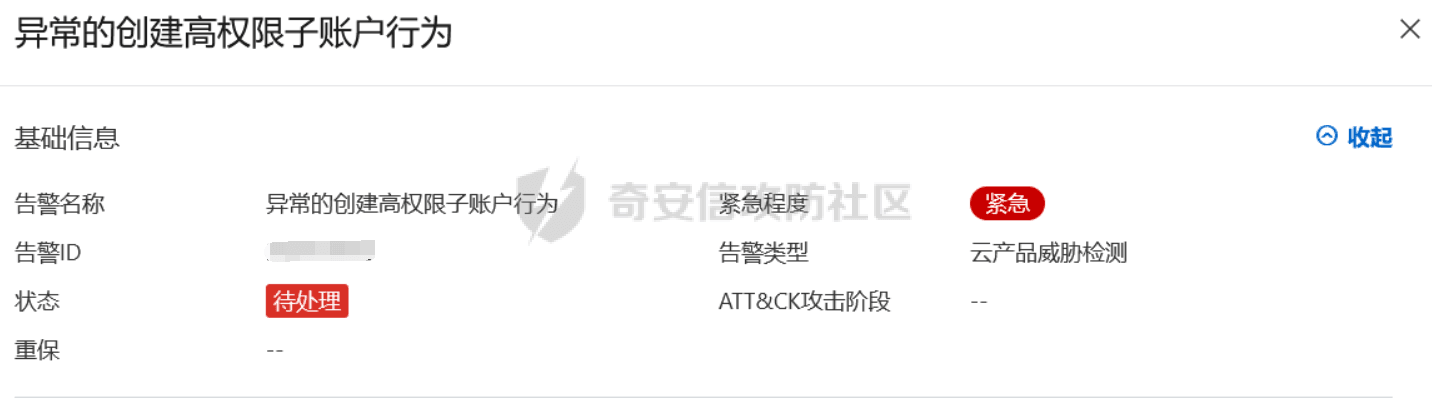 异常的创建高权限子账户行为
基础信息
收起
告警名称 异常的创建高权限子账户行为 紧急程度 紧急
奇安信攻防社区
告警ID 告警类型 云产品威胁检测
状态 待处理 ATT&CK攻击阶段 --
重保 --